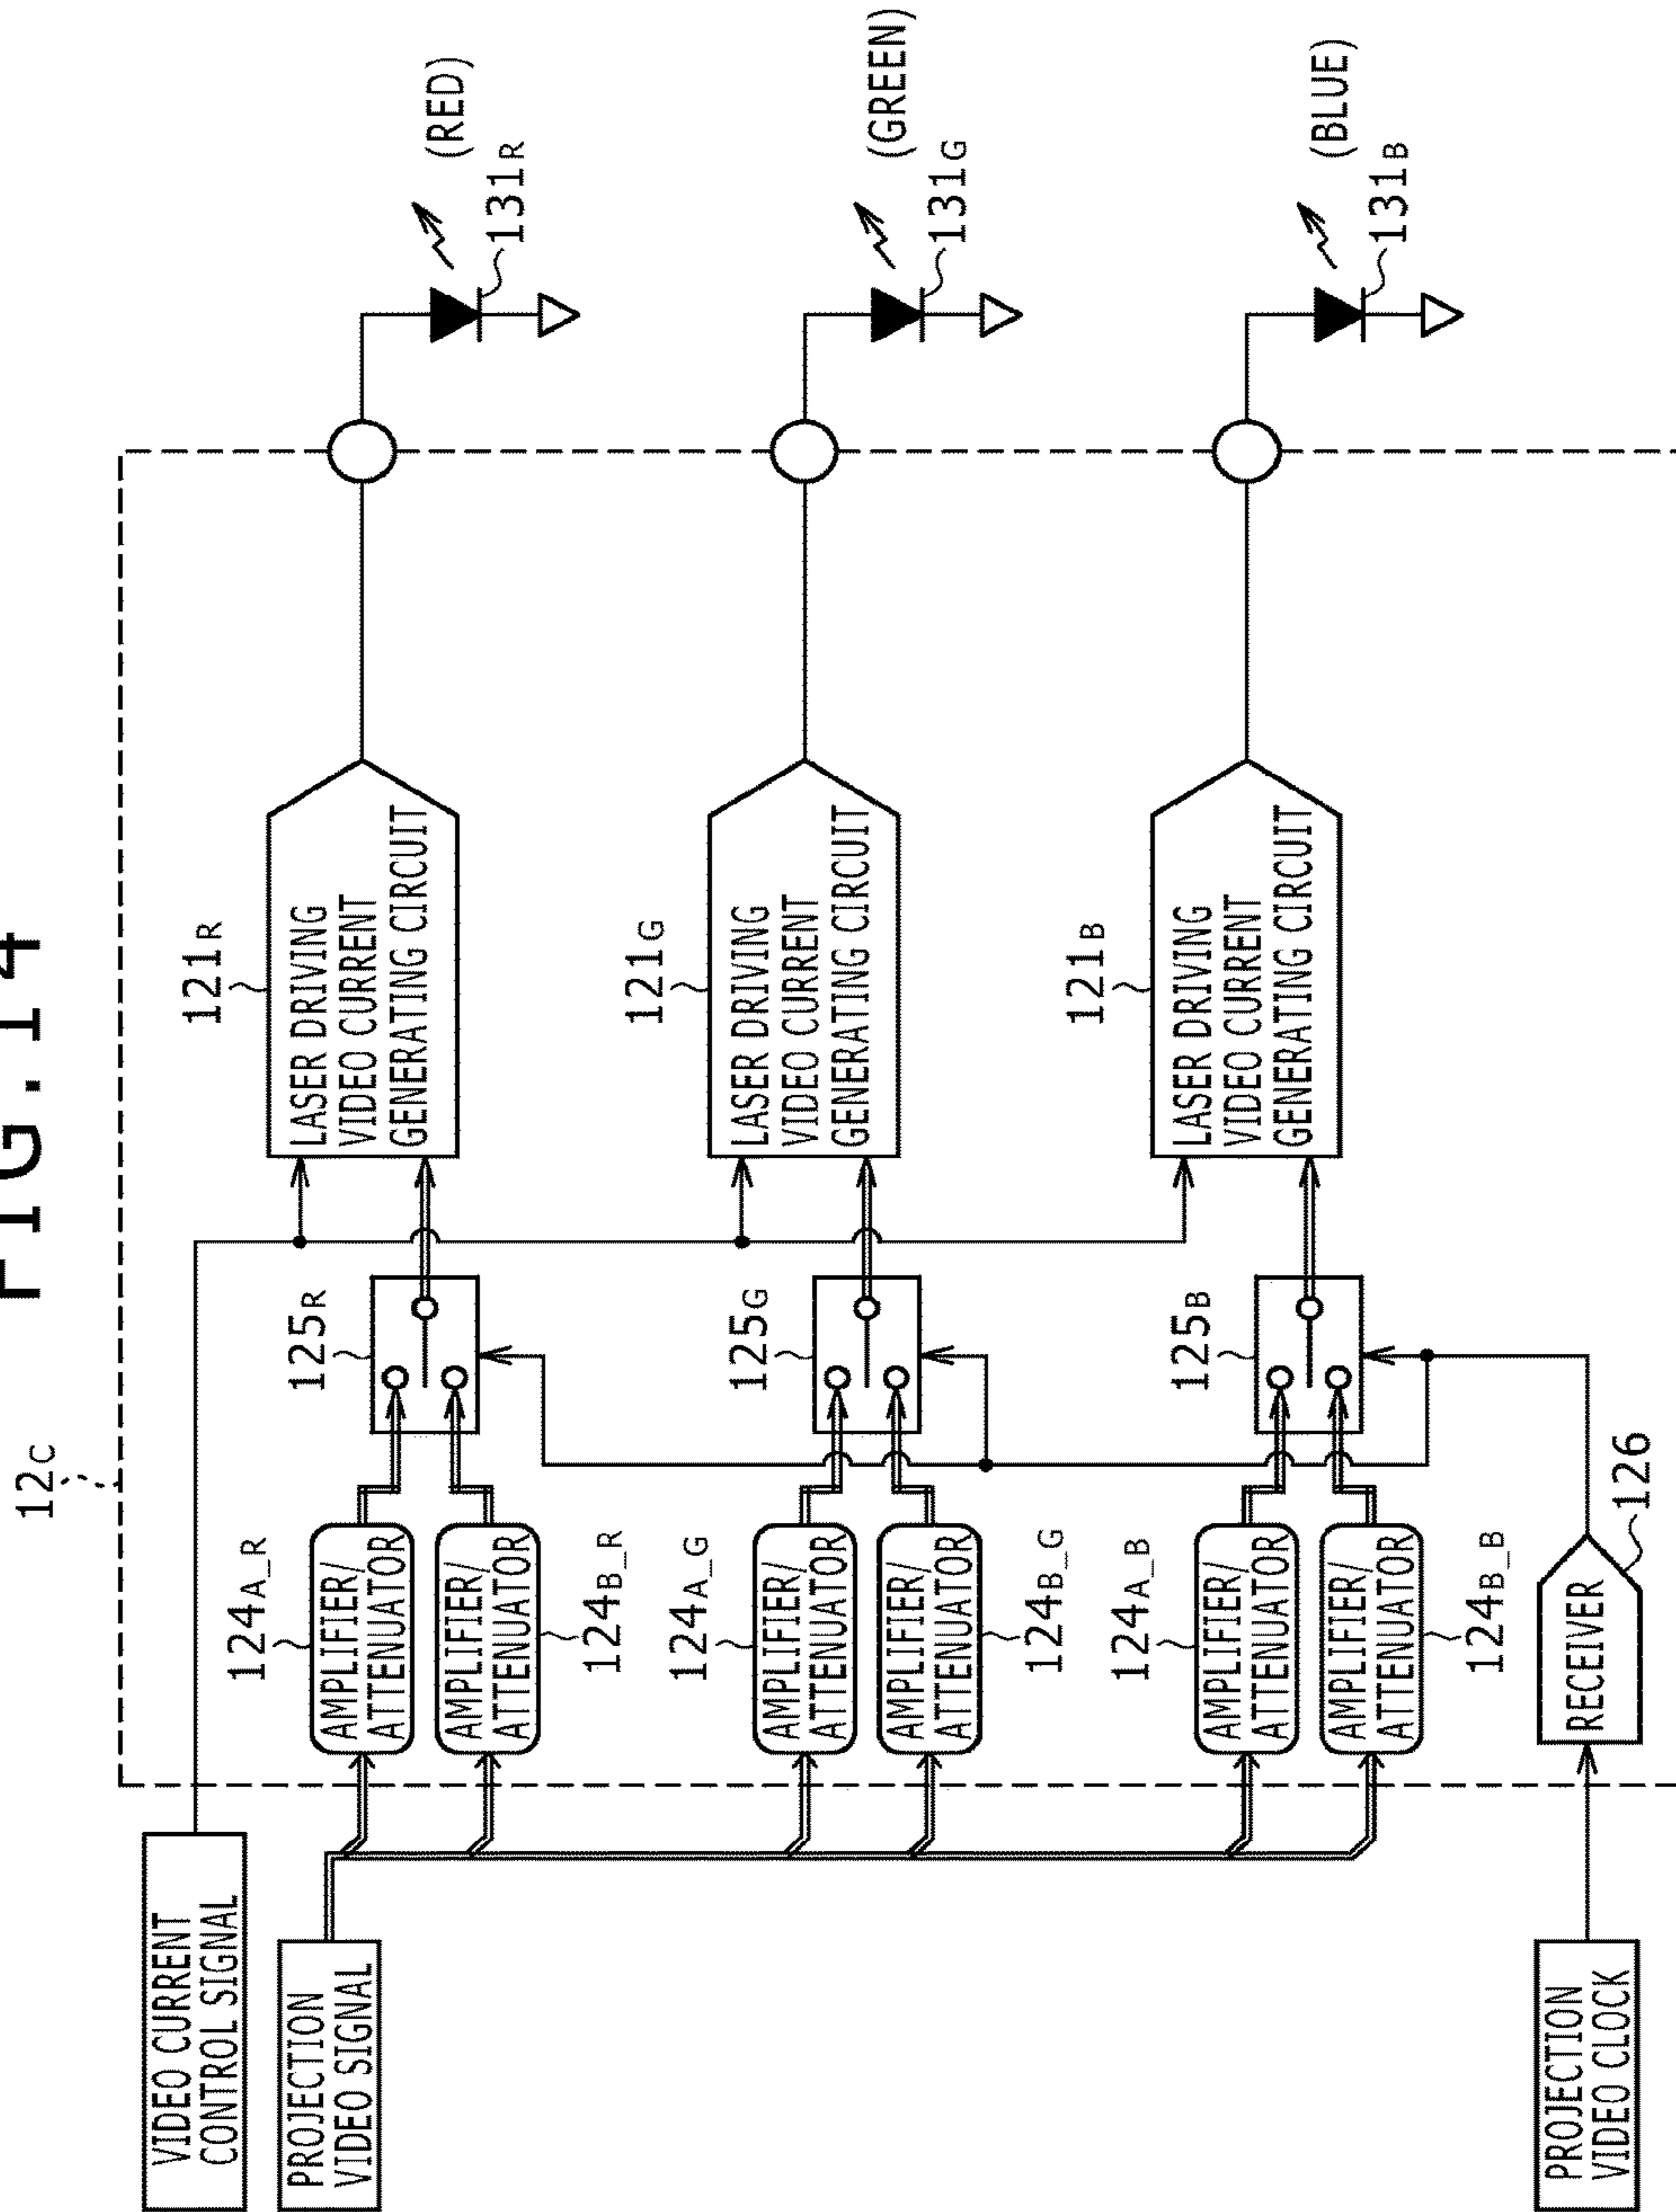 FIG.14
12C
VIDEO CURRENT
CONTROL SIGNAL
PROJECTION
VIDEO SIGNAL
PROJECTION
VIDEO CLOCK
124A_R
AMPLIFIER/
ATTENUATOR
AMPLIFIER/
ATTENUATOR
124B_R
125R
121R
LASER DRIVING
VIDEO CURRENT
GENERATING CIRCUIT
(RED)
131R
124A_G
AMPLIFIER/
ATTENUATOR
AMPLIFIER/
ATTENUATOR
124B_G
125G
121G
LASER DRIVING
VIDEO CURRENT
GENERATING CIRCUIT
(GREEN)
131G
124A_B
AMPLIFIER/
ATTENUATOR
AMPLIFIER/
ATTENUATOR
124B_B
125B
121B
LASER DRIVING
VIDEO CURRENT
GENERATING CIRCUIT
(BLUE)
131B
RECEIVER
126